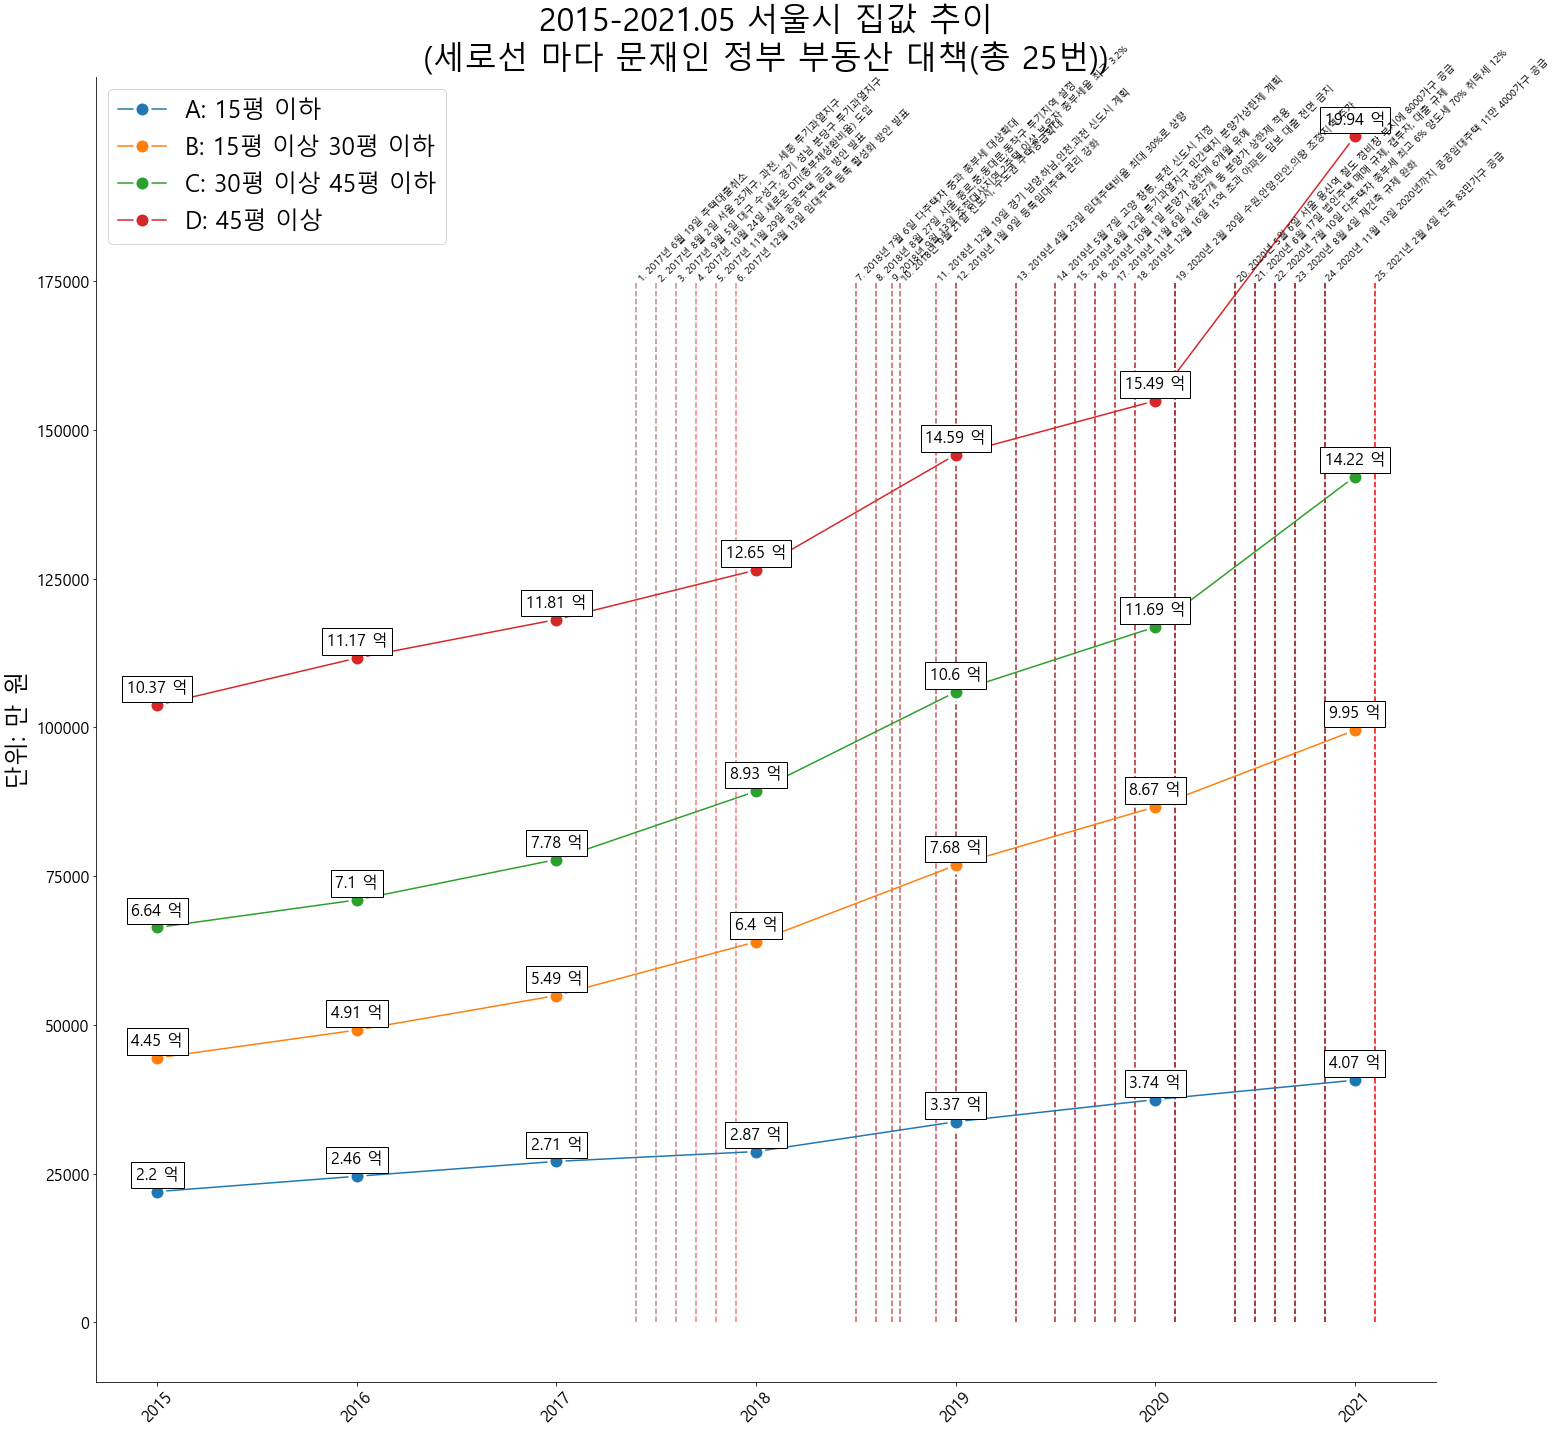 2015-2021.05 서울시 집값 추이
(세로선 마다 문재인 정부 부동산 대책(총 25번))
A: 15평 이하
B: 15평 이상 30평 이하
C: 30평 이상 45평 이하
D: 45평 이상
1. 2017년 6월 19일 주택대출취소
2. 2017년 8월 2일 서울 25개구, 과천, 세종 투기과열지구
3. 2017년 9월 5일 대구 수성구, 경기 성남 분당구 투기과열지구
4. 2017년 10월 24일 새로운 DTI(총부채상환비율) 도입
5. 2017년 11월 29일 공공주택 공급 방안 발표
6. 2017년 12월 13일 임대주택 등록 활성화 방안 발표
7. 2018년 7월 6일 다주택자 중과 종부세 대상확대
8. 2018년 8월 27일 서울 종로,중,동대문,동작구 투기지역 설정
9. 2018년 9월 13일
10. 2018년 9월 21일
11. 2018년 12월 19일 경기 남양,하남,인천,과천 신도시 계획
12. 2019년 1월 9일 등록임대주택 관리 강화
13. 2019년 4월 23일 임대주택비율 최대 30%로 상향
14. 2019년 5월 7일 고양 창릉, 부천 신도시 지정
15. 2019년 8월 12일 투기과열지구 민간택지 분양가상한제 계획
16. 2019년 10월 1일 분양가 상한제 6개월 유예
17. 2019년 11월 6일 서울27개 동 분양가 상한제 적용
18. 2019년 12월 16일 15억 초과 아파트 담보 대출 전면 금지
19. 2020년 2월 20일 수원,안양,만안,의왕 조정지역 추가
20. 2020년 5월 6일 서울 용산역 철도 정비창 부지에 8000가구 공급
21. 2020년 6월 17일 법인주택 매매 규제, 갭투자, 대출 규제
22. 2020년 7월 10일 다주택자 종부세 최고 6% 양도세 70% 취득세 12%
23. 2020년 8월 4일 재건축 규제 완화
24. 2020년 11월 19일 2020년까지 공공임대주택 11만 4000가구 공급
25. 2021년 2월 4일 전국 83만가구 공급
단위: 만 원
175000
150000
125000
100000
75000
50000
25000
0
10.37 억
11.17 억
11.81 억
12.65 억
14.59 억
15.49 억
19.94 억
6.64 억
7.1 억
7.78 억
8.93 억
10.6 억
11.69 억
14.22 억
4.45 억
4.91 억
5.49 억
6.4 억
7.68 억
8.67 억
9.95 억
2.2 억
2.46 억
2.71 억
2.87 억
3.37 억
3.74 억
4.07 억
2015
2016
2017
2018
2019
2020
2021